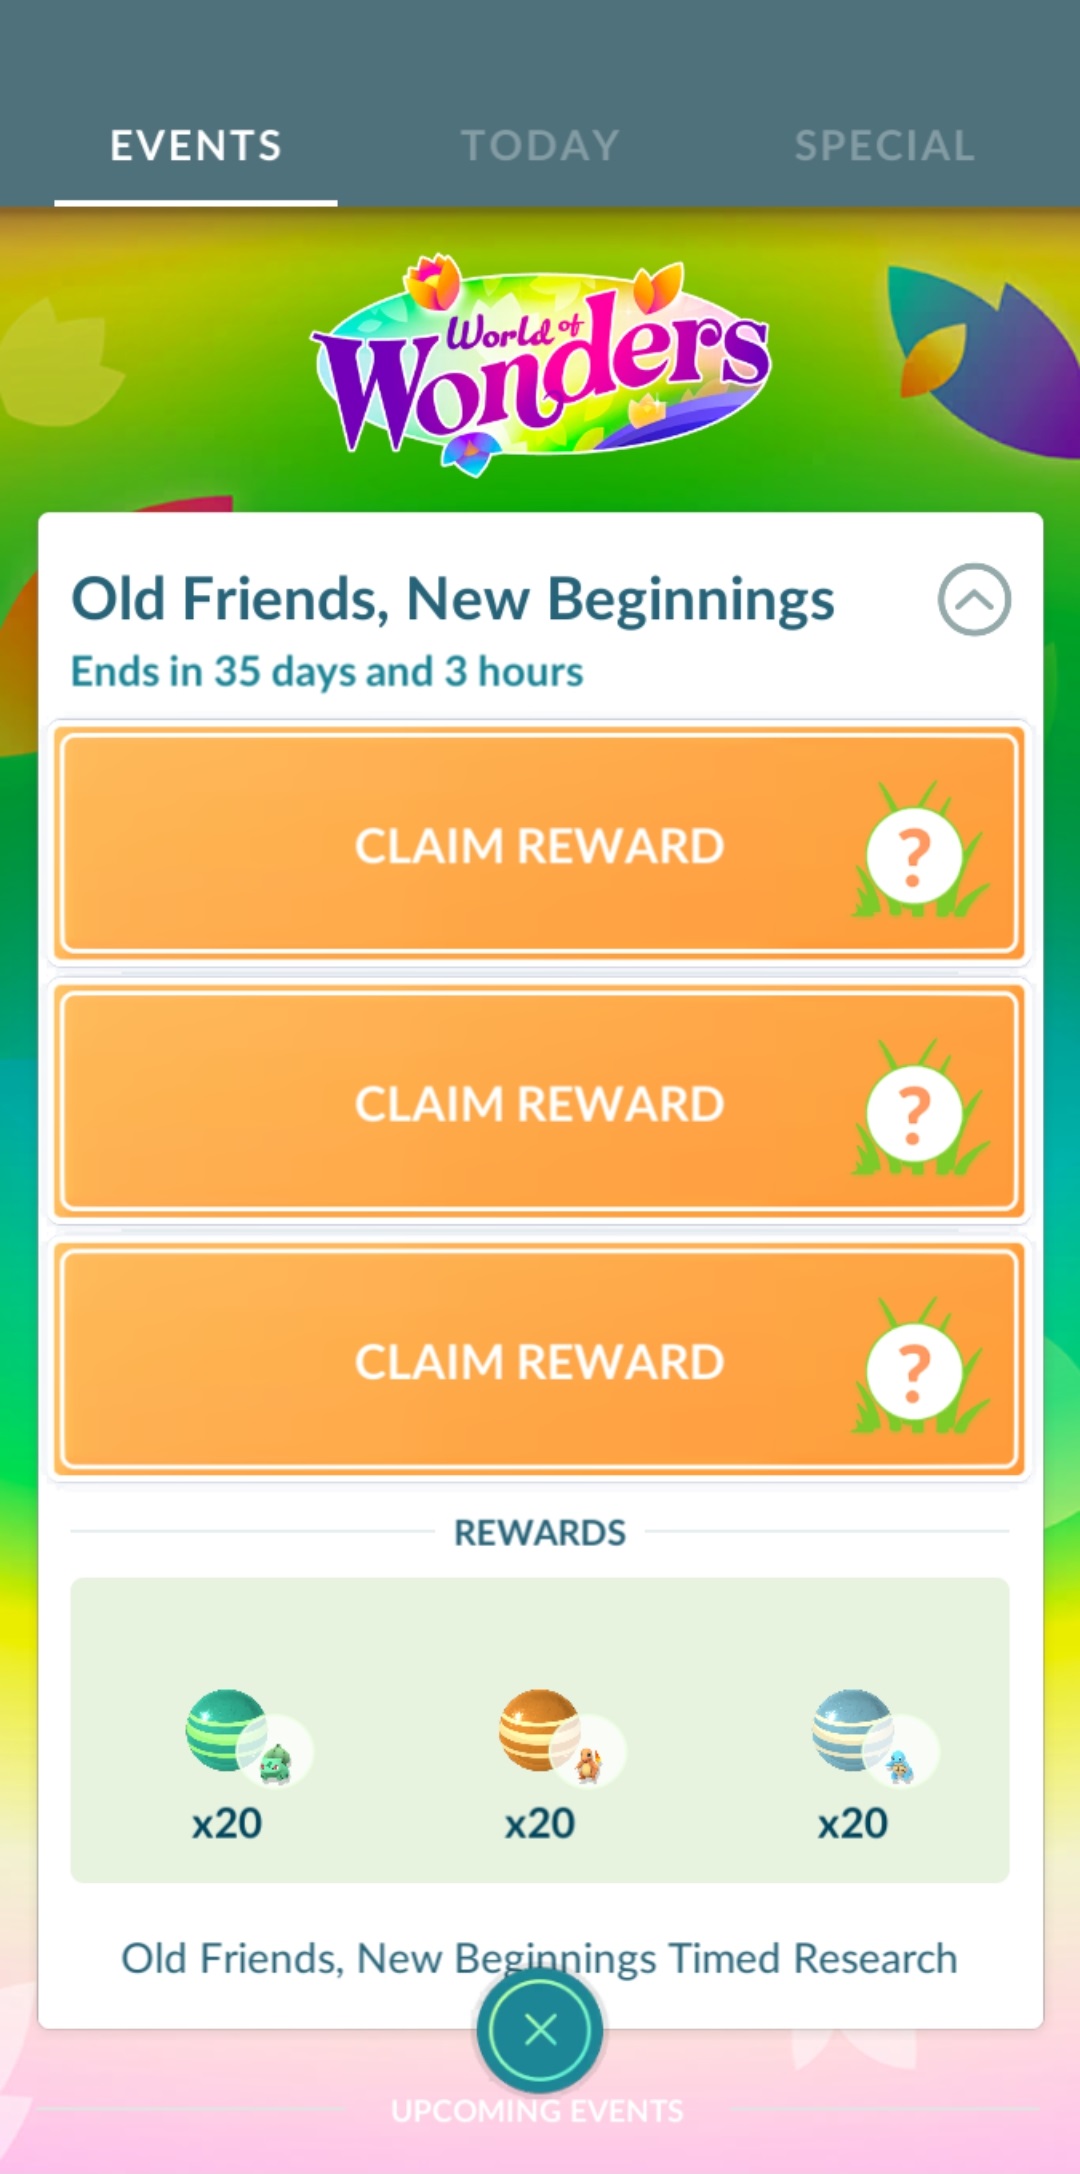 EVENTS
TODAY
SPECIAL
World of
Wonders
Old Friends, New Beginnings
Ends in 35 days and 3 hours
CLAIM REWARD
?
CLAIM REWARD
?
CLAIM REWARD
?
REWARDS
x20
x20
x20
Old Friends, New Beginnings Timed Research
UPCOMING EVENTS